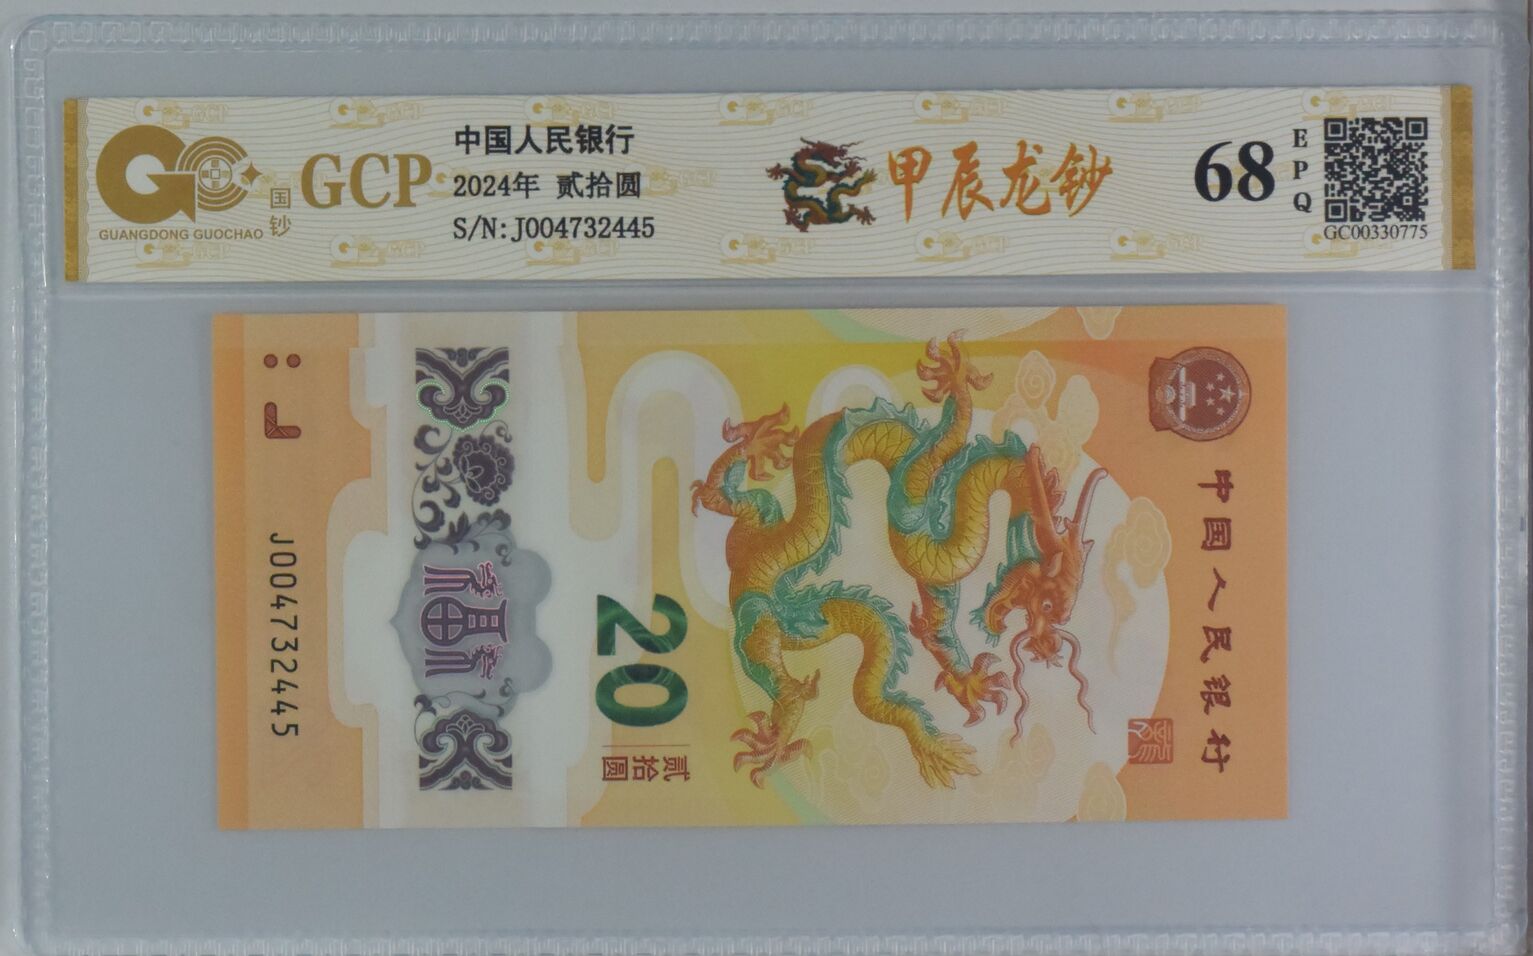 GUANGDONG GUOCHAO
国钞
GCP
中国人民银行
2024年 贰拾圆
S/N:J004732445
甲辰龙钞
68
EPQ
GC00330775
中国人民银行
20
贰拾圆
J004732445